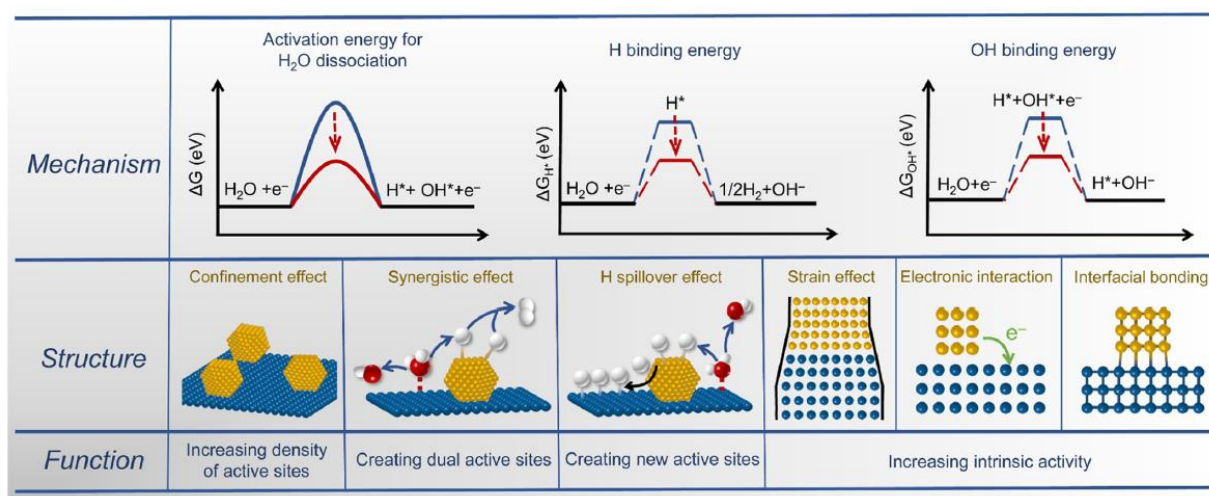 Mechanism
Activation energy for
H₂O dissociation
ΔG (eV)
H₂O +e⁻
H*+ OH*+e⁻
H binding energy
ΔG_H* (eV)
H*
H₂O +e⁻
1/2H₂+OH⁻
OH binding energy
ΔG_OH* (eV)
H*+OH*+e⁻
H₂O+e⁻
H*+OH⁻
Structure
Confinement effect
Synergistic effect
H spillover effect
Strain effect
Electronic interaction
e⁻
Interfacial bonding
Function
Increasing density
of active sites
Creating dual active sites
Creating new active sites
Increasing intrinsic activity